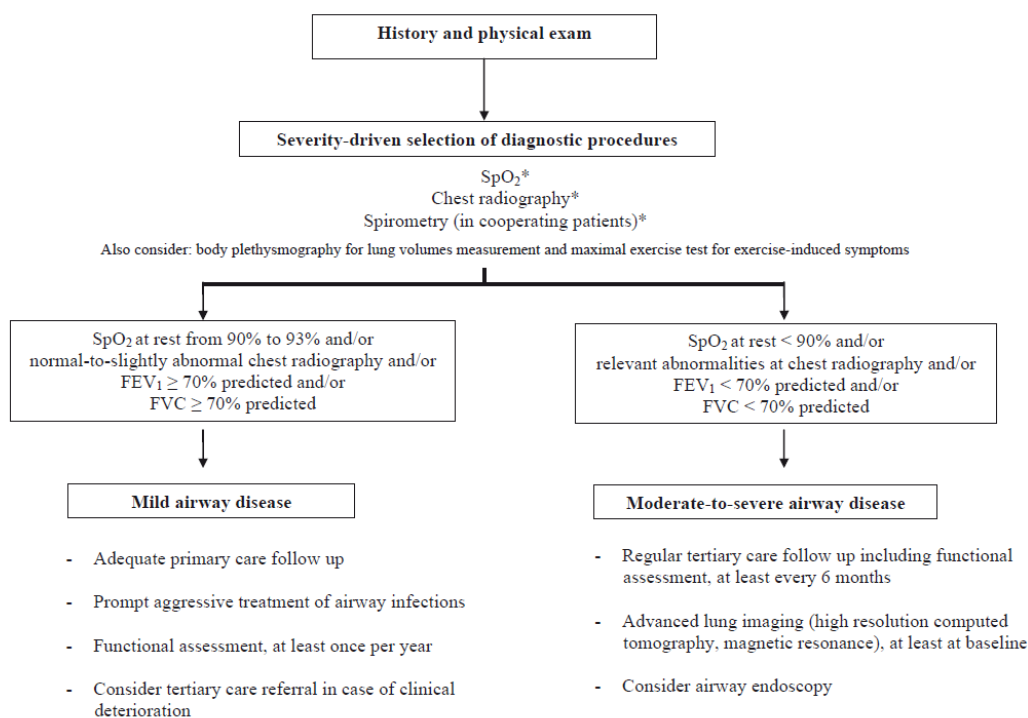 History and physical exam
Severity-driven selection of diagnostic procedures
SpO₂*
Chest radiography*
Spirometry (in cooperating patients)*
Also consider: body plethysmography for lung volumes measurement and maximal exercise test for exercise-induced symptoms
SpO₂ at rest from 90% to 93% and/or
normal-to-slightly abnormal chest radiography and/or
FEV₁ ≥ 70% predicted and/or
FVC ≥ 70% predicted
Mild airway disease
- Adequate primary care follow up
- Prompt aggressive treatment of airway infections
- Functional assessment, at least once per year
- Consider tertiary care referral in case of clinical
deterioration
SpO₂ at rest < 90% and/or
relevant abnormalities at chest radiography and/or
FEV₁ < 70% predicted and/or
FVC < 70% predicted
Moderate-to-severe airway disease
- Regular tertiary care follow up including functional
assessment, at least every 6 months
- Advanced lung imaging (high resolution computed
tomography, magnetic resonance), at least at baseline
- Consider airway endoscopy